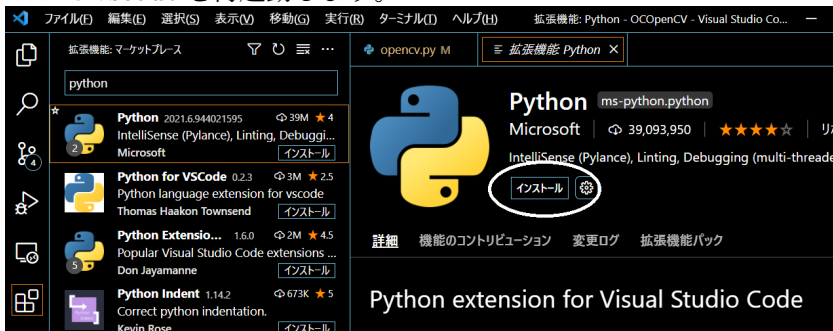 ファイル(F) 編集(E) 選択(S) 表示(V) 移動(G) 実行(R) ターミナル(T) ヘルプ(H) 拡張機能: Python - OCOpenCV - Visual Studio Co...
拡張機能: マーケットプレース
opencv.py M
拡張機能: Python
python
Python 2021.6.944021595 39M ★ 4
IntelliSense (Pylance), Linting, Debuggi...
Microsoft インストール
2
Python for VSCode 0.2.3 3M ★ 2.5
Python language extension for vscode
Thomas Haakon Townsend インストール
Python Extensio... 1.6.0 2M ★ 4.5
Popular Visual Studio Code extensions ...
Don Jayamanne インストール
5
Python Indent 1.14.2 673K ★ 5
Correct python indentation.
Kevin Rose インストール
4
Python ms-python.python
Microsoft 39,093,950 ★★★★☆
IntelliSense (Pylance), Linting, Debugging (multi-threade
インストール
詳細 機能のコントリビューション 変更ログ 拡張機能パック
Python extension for Visual Studio Code